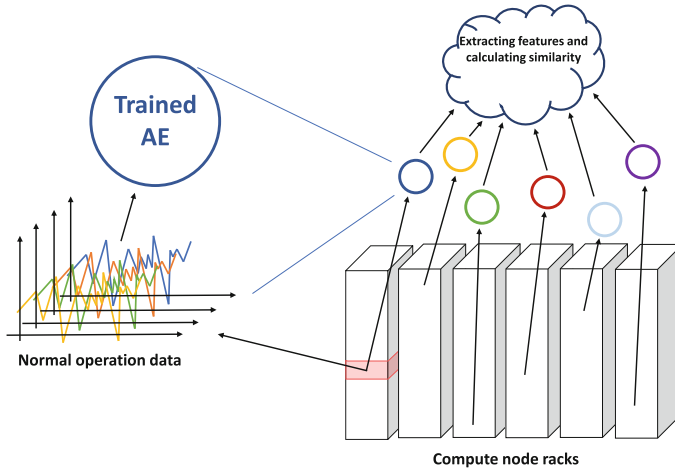 Extracting features and
calculating similarity
Trained
AE
Normal operation data
Compute node racks